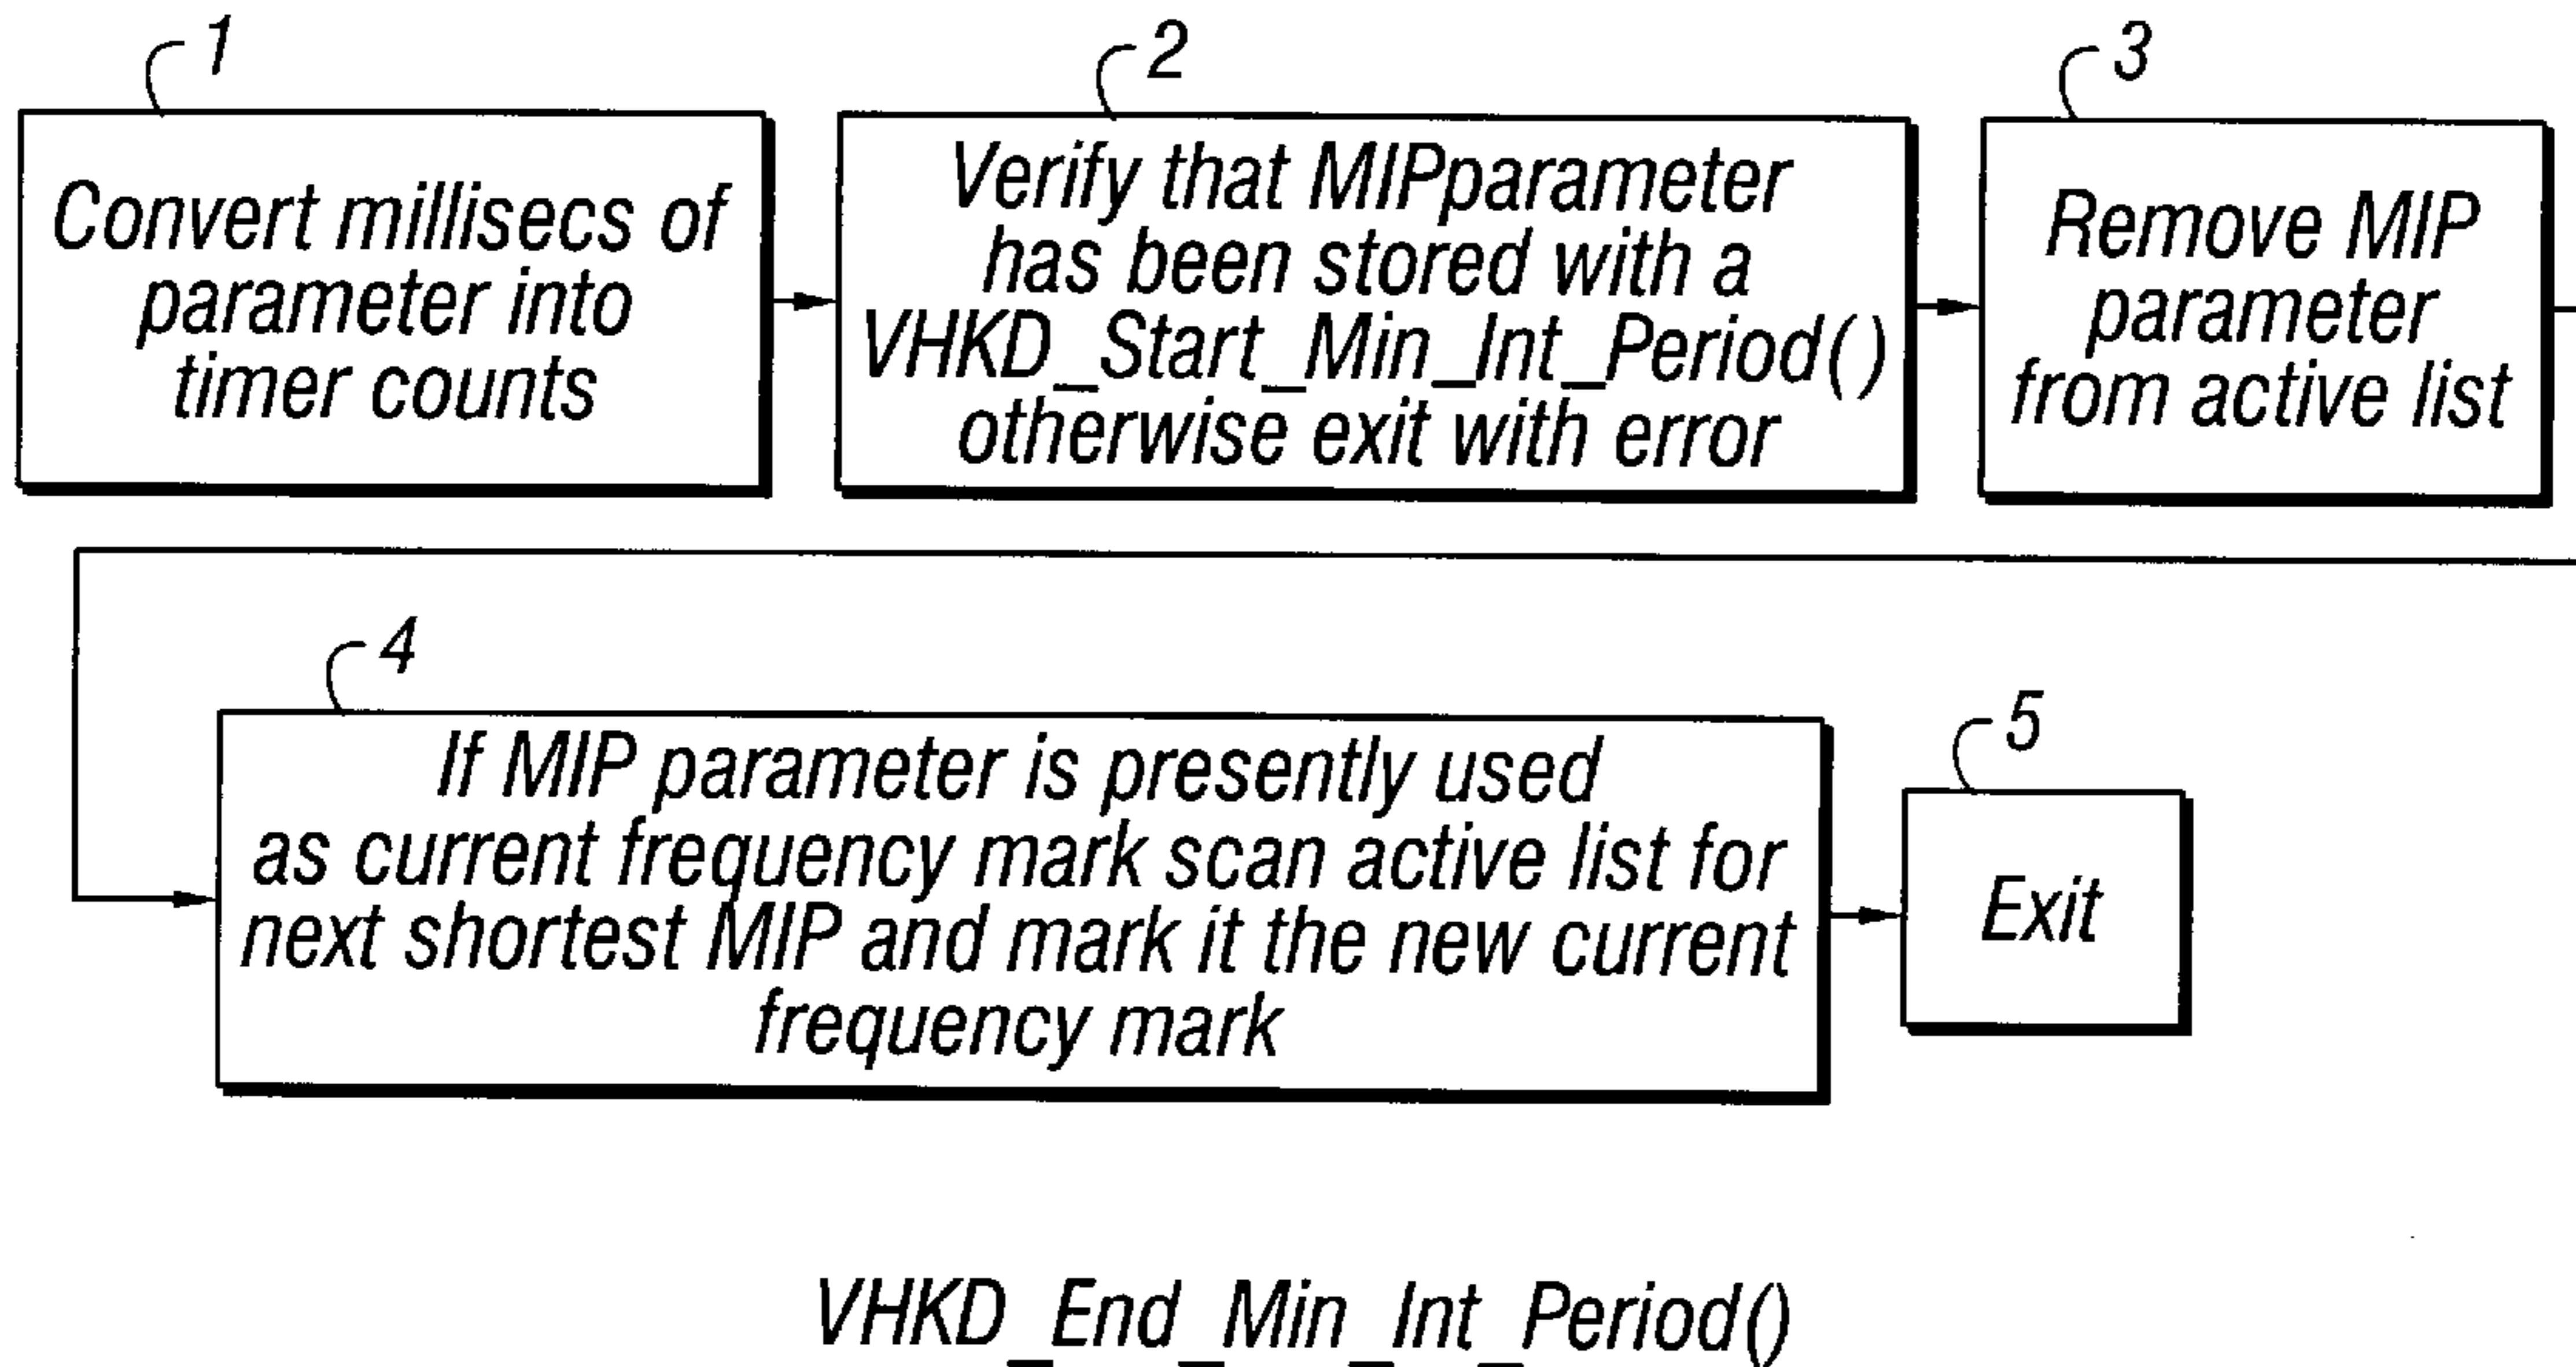 1
Convert millisecs of
parameter into
timer counts
2
Verify that MIPparameter
has been stored with a
VHKD_Start_Min_Int_Period()
otherwise exit with error
3
Remove MIP
parameter
from active list
4
If MIP parameter is presently used
as current frequency mark scan active list for
next shortest MIP and mark it the new current
frequency mark
5
Exit
VHKD_End_Min_Int_Period()